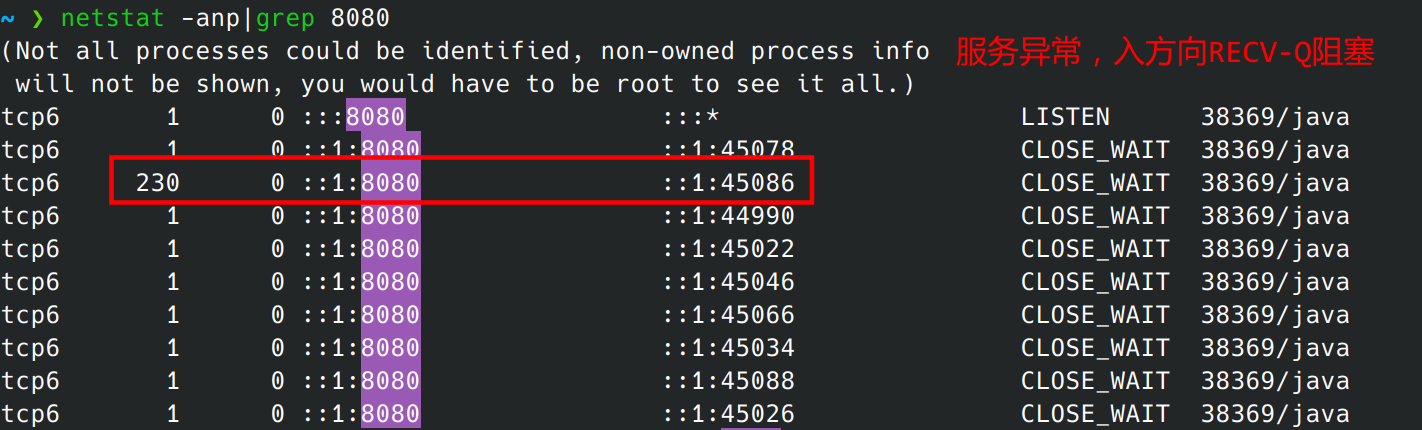 ~ ❯ netstat -anp|grep 8080
(Not all processes could be identified, non-owned process info 服务异常，入方向RECV-Q阻塞
will not be shown, you would have to be root to see it all.)
tcp6 1 0 :::8080 :::* LISTEN 38369/java
tcp6 1 0 ::1:8080 ::1:45078 CLOSE_WAIT 38369/java
tcp6 230 0 ::1:8080 ::1:45086 CLOSE_WAIT 38369/java
tcp6 1 0 ::1:8080 ::1:44990 CLOSE_WAIT 38369/java
tcp6 1 0 ::1:8080 ::1:45022 CLOSE_WAIT 38369/java
tcp6 1 0 ::1:8080 ::1:45046 CLOSE_WAIT 38369/java
tcp6 1 0 ::1:8080 ::1:45066 CLOSE_WAIT 38369/java
tcp6 1 0 ::1:8080 ::1:45034 CLOSE_WAIT 38369/java
tcp6 1 0 ::1:8080 ::1:45088 CLOSE_WAIT 38369/java
tcp6 1 0 ::1:8080 ::1:45026 CLOSE_WAIT 38369/java